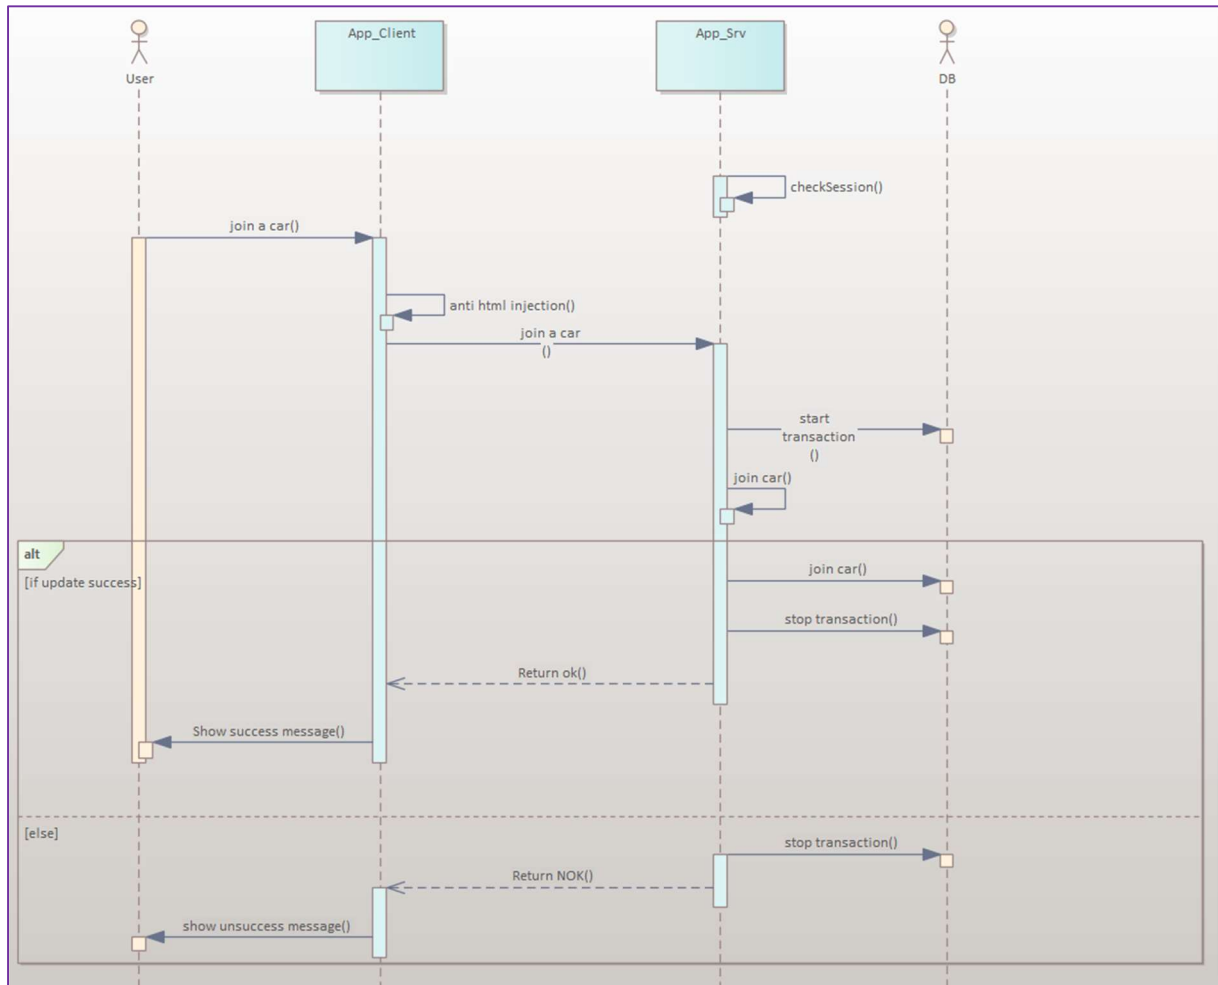 App_Client
App_Srv
User
DB
checkSession()
join a car()
anti html injection()
join a car
()
start
transaction
()
join car()
alt
[if update success]
join car()
stop transaction()
Return ok()
Show success message()
[else]
stop transaction()
Return NOK()
show unsuccess message()